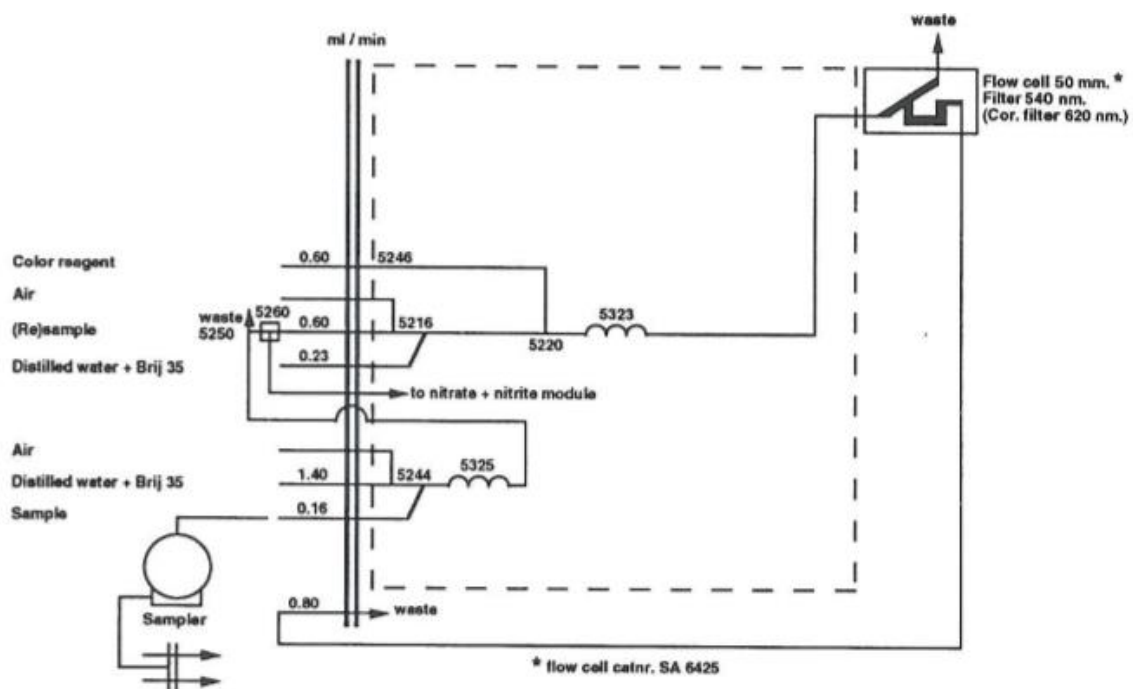 waste
ml / min
Flow cell 50 mm. *
Filter 540 nm.
(Cor. filter 620 nm.)
Color reagent
0.60
5246
Air
waste
5260
5250
(Re)sample
0.60
5216
5323
5220
Distilled water + Brij 35
0.23
to nitrate + nitrite module
Air
5325
Distilled water + Brij 35
1.40
5244
Sample
0.16
Sampler
0.80
waste
* flow cell catnr. SA 6425